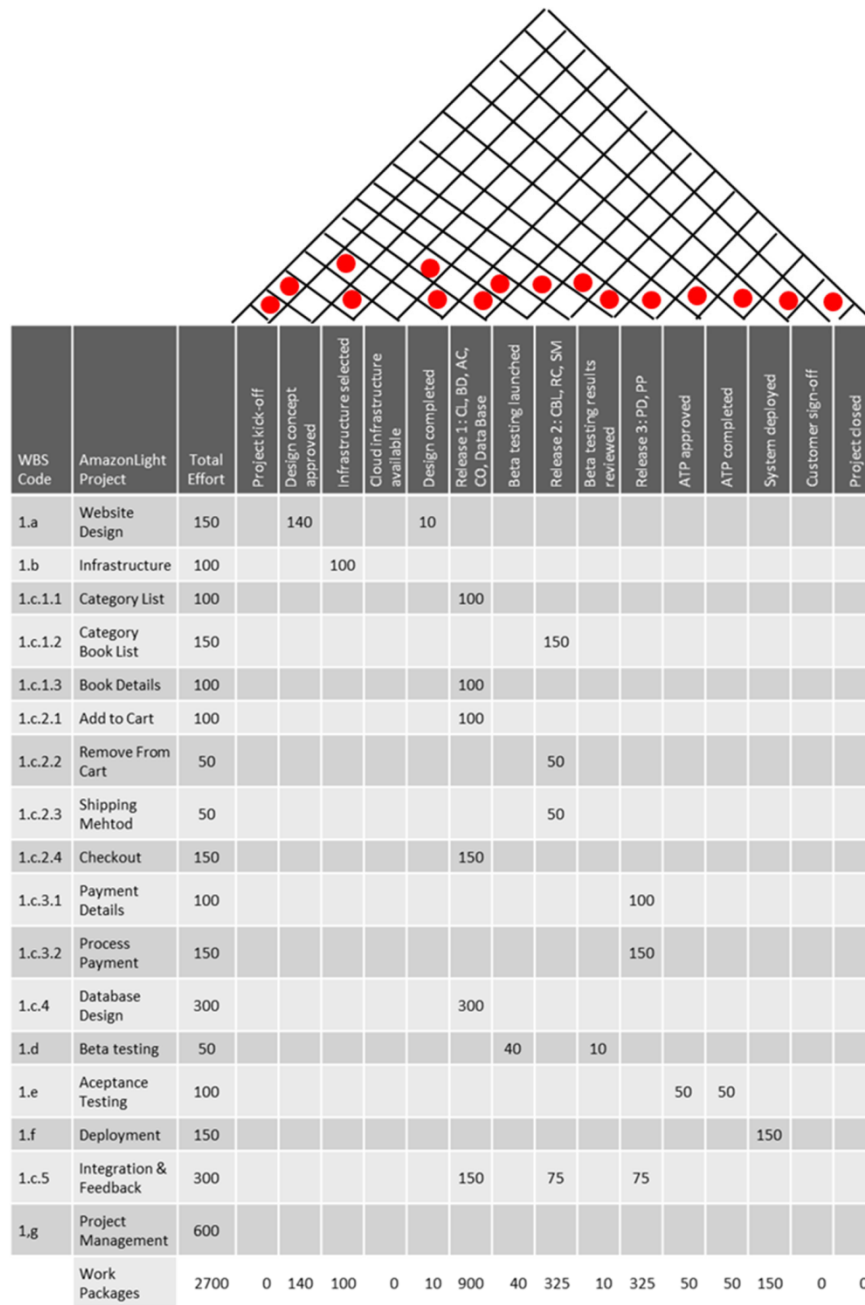 WBS Code
AmazonLight Project
Total Effort
Project kick-off
Design concept approved
Infrastructure selected
Cloud infrastructure available
Design completed
Release 1: CL, BD, AC, CO, Data Base
Beta testing launched
Release 2: CBL, RC, SM
Beta testing results reviewed
Release 3: PD, PP
ATP approved
ATP completed
System deployed
Customer sign-off
Project closed
1.a Website Design 150 140 10
1.b Infrastructure 100 100
1.c.1.1 Category List 100 100
1.c.1.2 Category Book List 150 150
1.c.1.3 Book Details 100 100
1.c.2.1 Add to Cart 100 100
1.c.2.2 Remove From Cart 50 50
1.c.2.3 Shipping Mehtod 50 50
1.c.2.4 Checkout 150 150
1.c.3.1 Payment Details 100 100
1.c.3.2 Process Payment 150 150
1.c.4 Database Design 300 300
1.d Beta testing 50 40 10
1.e Aceptance Testing 100 50 50
1.f Deployment 150 150
1.c.5 Integration & Feedback 300 150 75 75
1,g Project Management 600
Work Packages 2700 0 140 100 0 10 900 40 325 10 325 50 50 150 0 0